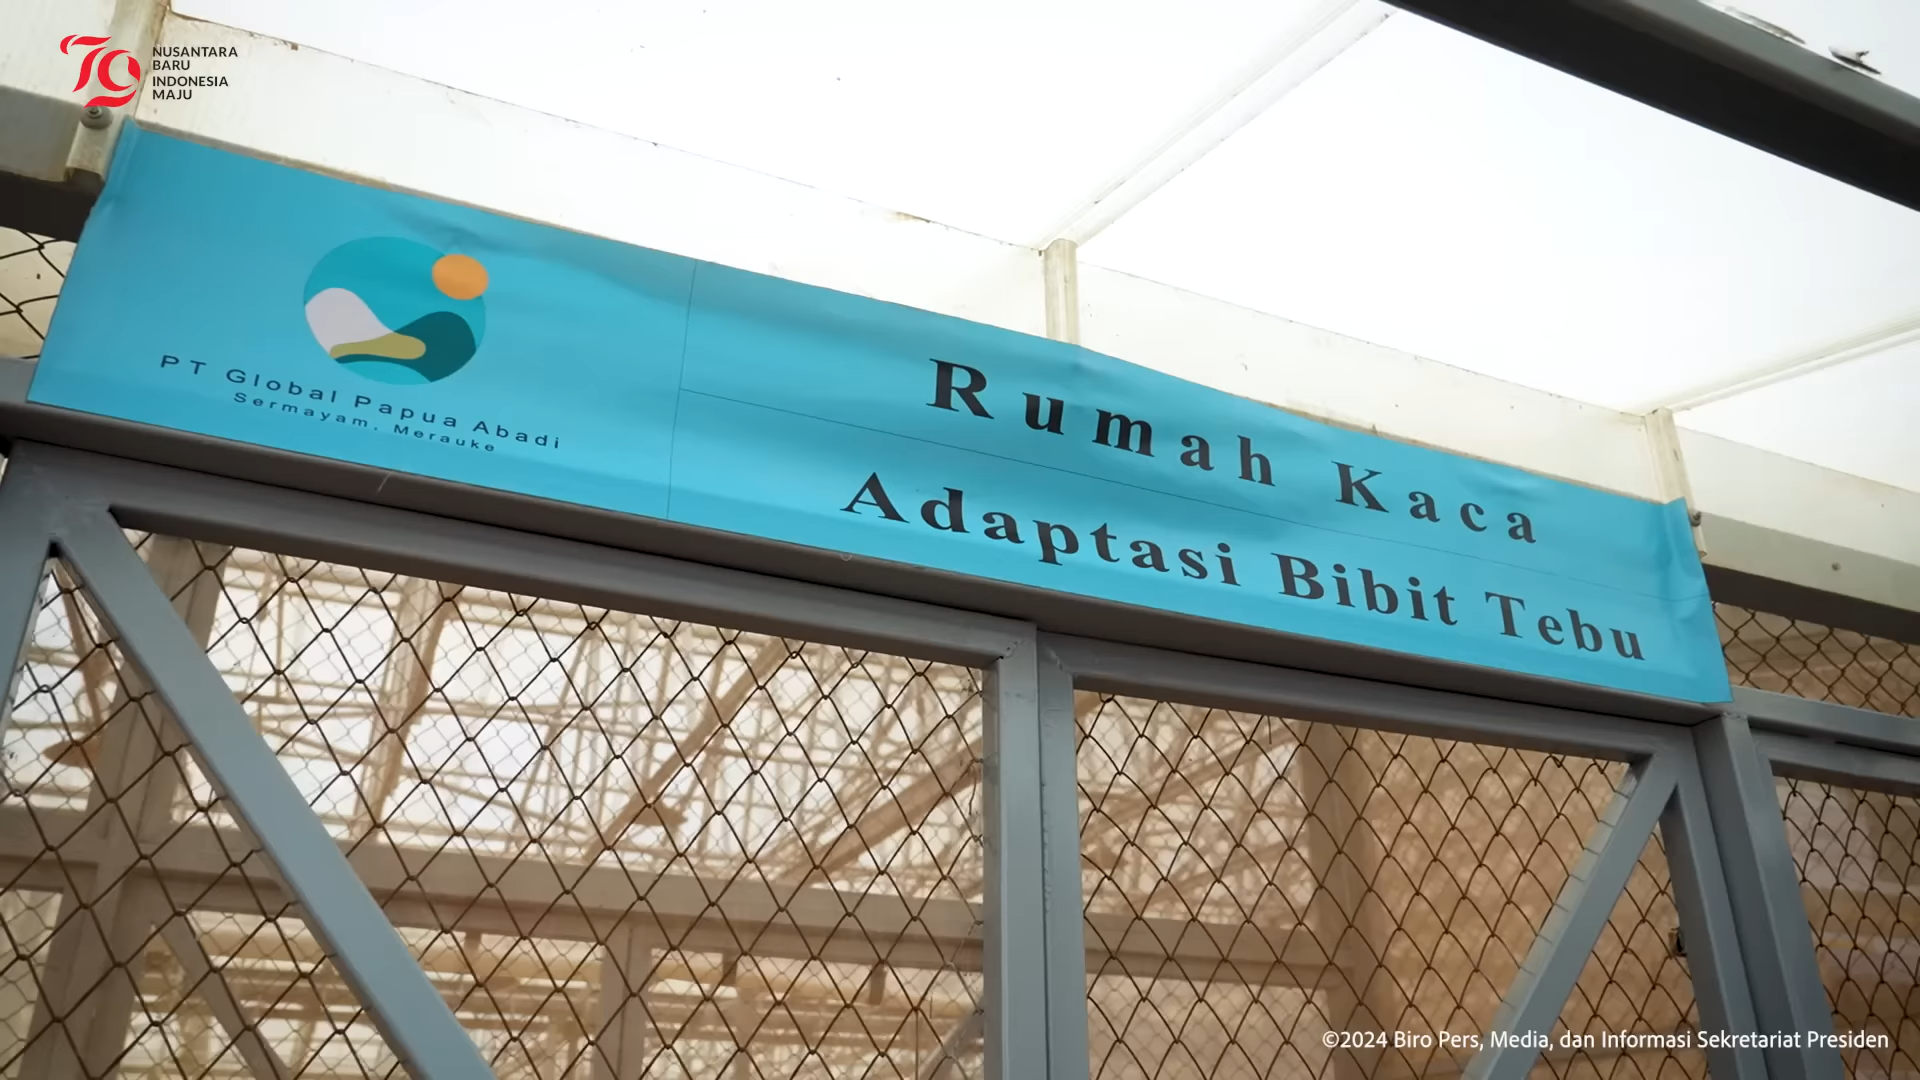 NUSANTARA
BARU
INDONESIA
MAJU
PT Global Papua Abadi
Sermayam, Merauke
Rumah Kaca
Adaptasi Bibit Tebu
©2024 Biro Pers, Media, dan Informasi Sekretariat Presiden